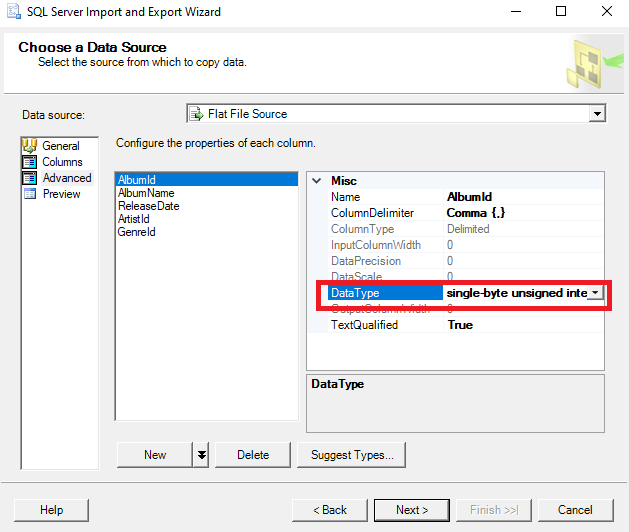 SQL Server Import and Export Wizard
Choose a Data Source
Select the source from which to copy data.
Data source:
Flat File Source
General
Columns
Advanced
Preview
Configure the properties of each column.
AlbumId
AlbumName
ReleaseDate
ArtistId
GenreId
Misc
Name AlbumId
ColumnDelimiter Comma {,}
ColumnType Delimited
InputColumnWidth 0
DataPrecision 0
DataScale 0
DataType single-byte unsigned inte
OutputColumnWidth 0
TextQualified True
DataType
New
Delete
Suggest Types...
Help
< Back
Next >
Finish >>|
Cancel